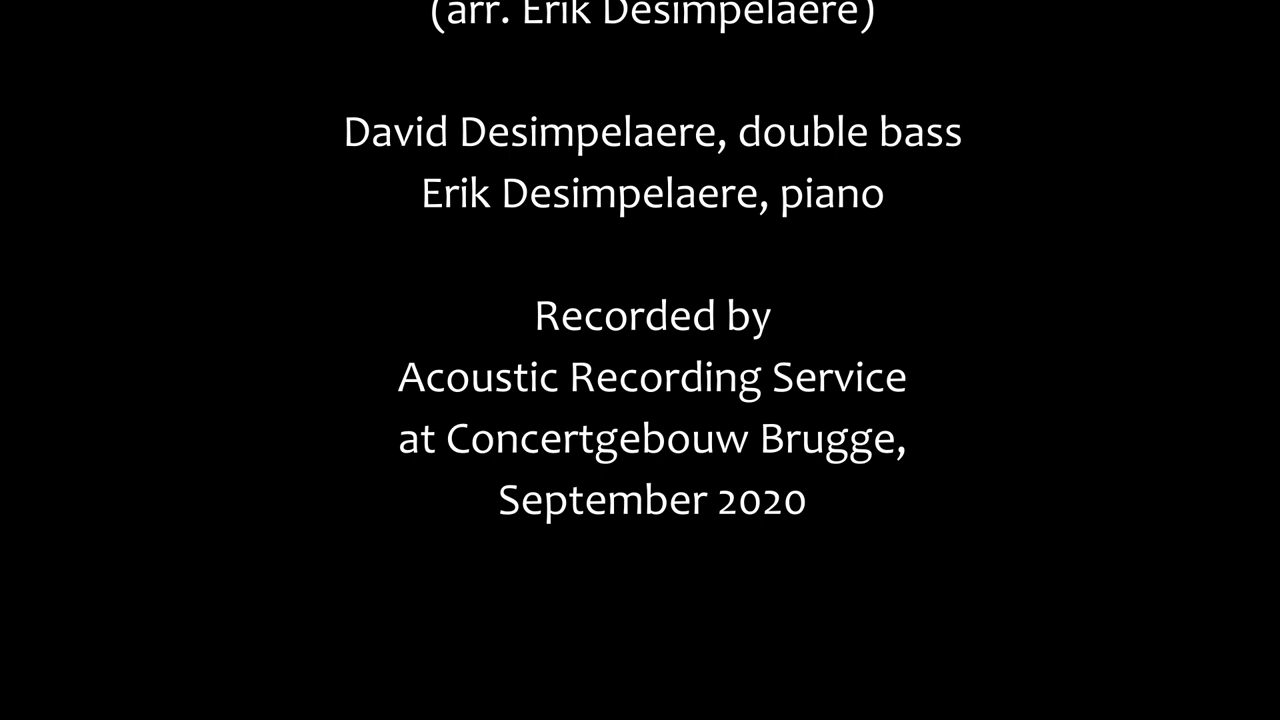 (arr. Erik Desimpelaere)
David Desimpelaere, double bass
Erik Desimpelaere, piano
Recorded by
Acoustic Recording Service
at Concertgebouw Brugge,
September 2020